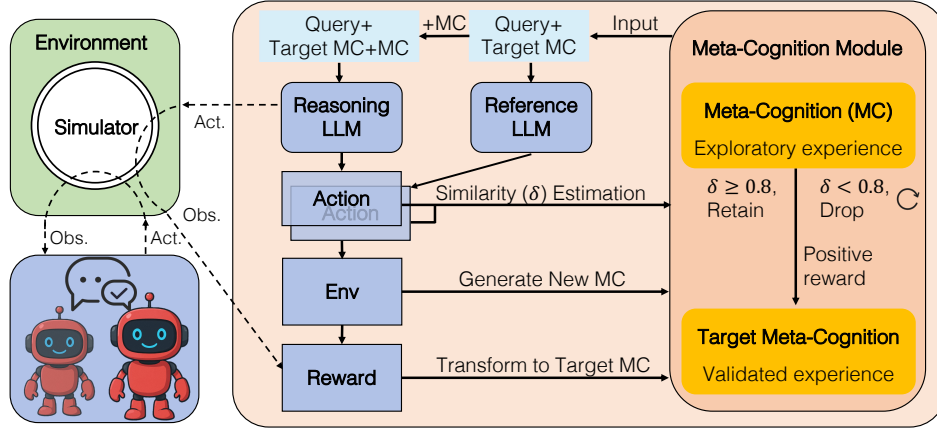 Environment
Simulator
Obs.
Act.
Act.
Obs.
Query+
Target MC+MC
+MC
Query+
Target MC
Input
Reasoning
LLM
Reference
LLM
Action
Action
Similarity (δ) Estimation
Env
Generate New MC
Reward
Transform to Target MC
Meta-Cognition Module
Meta-Cognition (MC)
Exploratory experience
δ ≥ 0.8,
Retain
δ < 0.8,
Drop
Positive
reward
Target Meta-Cognition
Validated experience